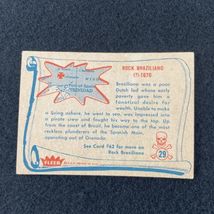 ROCK BRAZILIANO
(?)-1670
TRINIDAD
Braziliano was a poor
Dutch lad whose early
poverty gave him a
fanatical desire for
wealth. Unable to make
a living ashore, he went to sea, was impressed into
a pirate crew and fought his way to leadership. Up
from the coast of Brazil, he became one of the most
reckless plunderers of the Spanish Main, operating
out of Grenada.
See Card #62 for more on
Rock Braziliano
FLEER
29